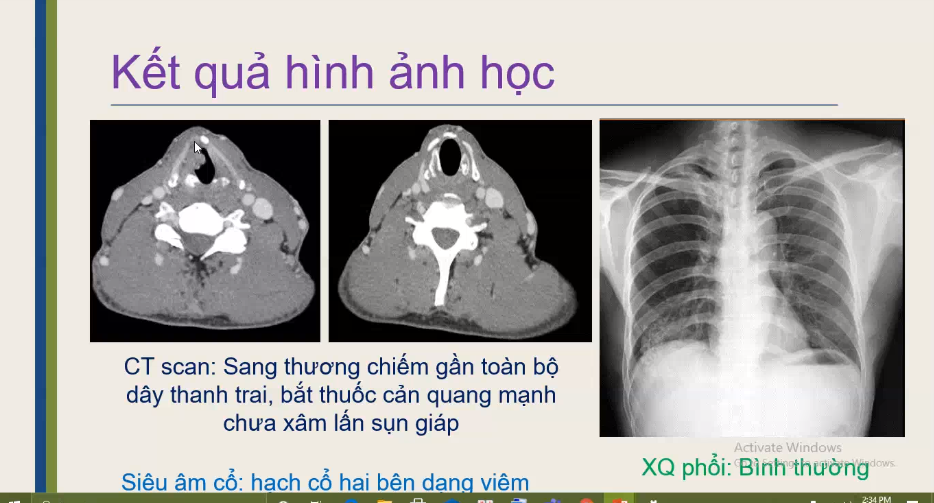 Kết quả hình ảnh học
CT scan: Sang thương chiếm gần toàn bộ
dây thanh trai, bắt thuốc cản quang mạnh
chưa xâm lấn sụn giáp
Siêu âm cổ: hạch cổ hai bên dạng viêm
Activate Windows
XQ phổi: Bình thường
2:34 PM